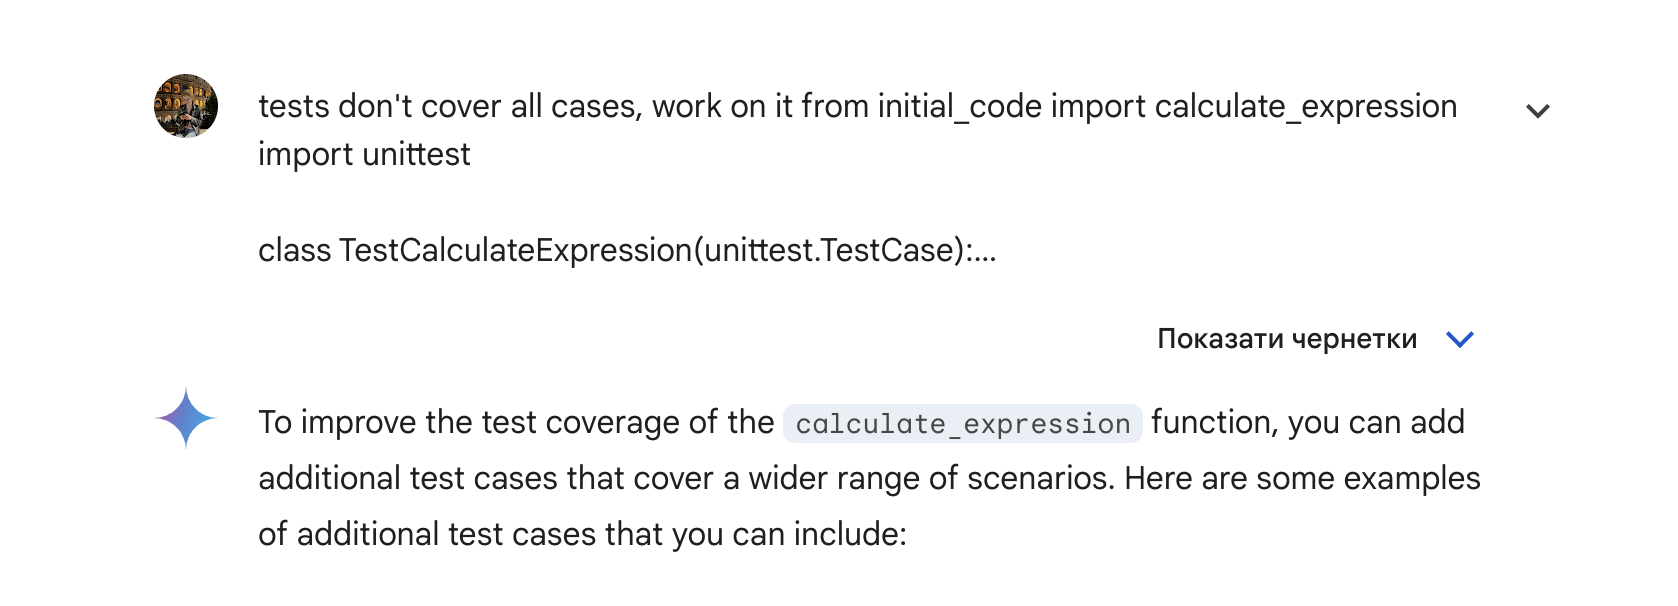 tests don't cover all cases, work on it from initial_code import calculate_expression
import unittest
class TestCalculateExpression(unittest.TestCase):...
Показати чернетки
To improve the test coverage of the calculate_expression function, you can add
additional test cases that cover a wider range of scenarios. Here are some examples
of additional test cases that you can include: